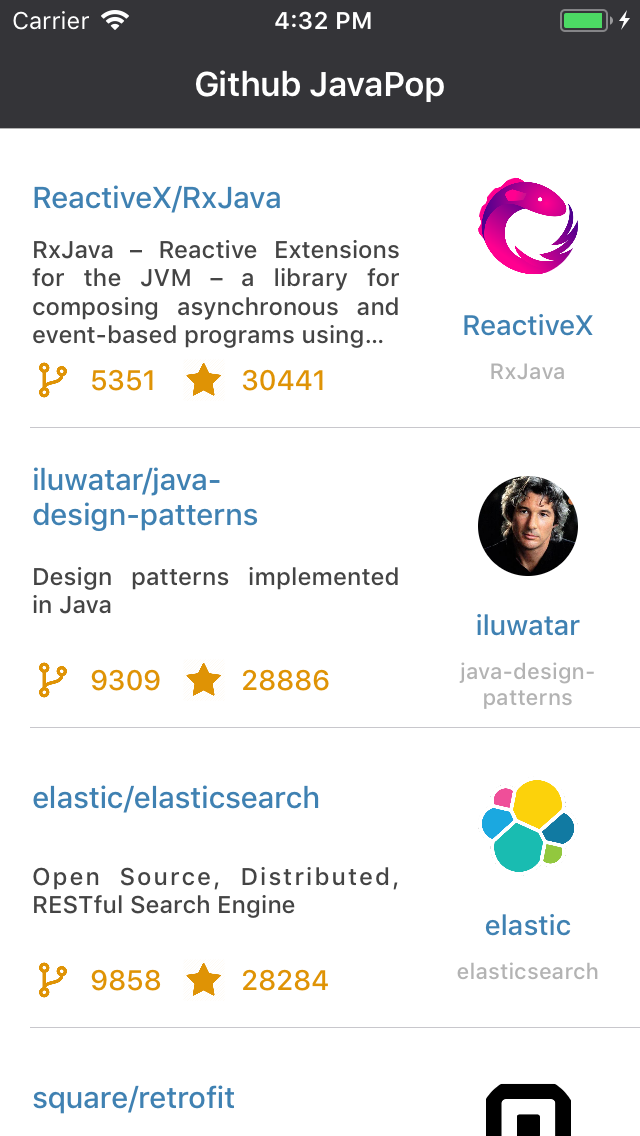 Carrier 4:32 PM
Github JavaPop
ReactiveX/RxJava
RxJava – Reactive Extensions
for the JVM – a library for
composing asynchronous and
event-based programs using...
5351 30441
ReactiveX
RxJava
iluwatar/java-
design-patterns
Design patterns implemented
in Java
9309 28886
iluwatar
java-design-
patterns
elastic/elasticsearch
Open Source, Distributed,
RESTful Search Engine
9858 28284
elastic
elasticsearch
square/retrofit